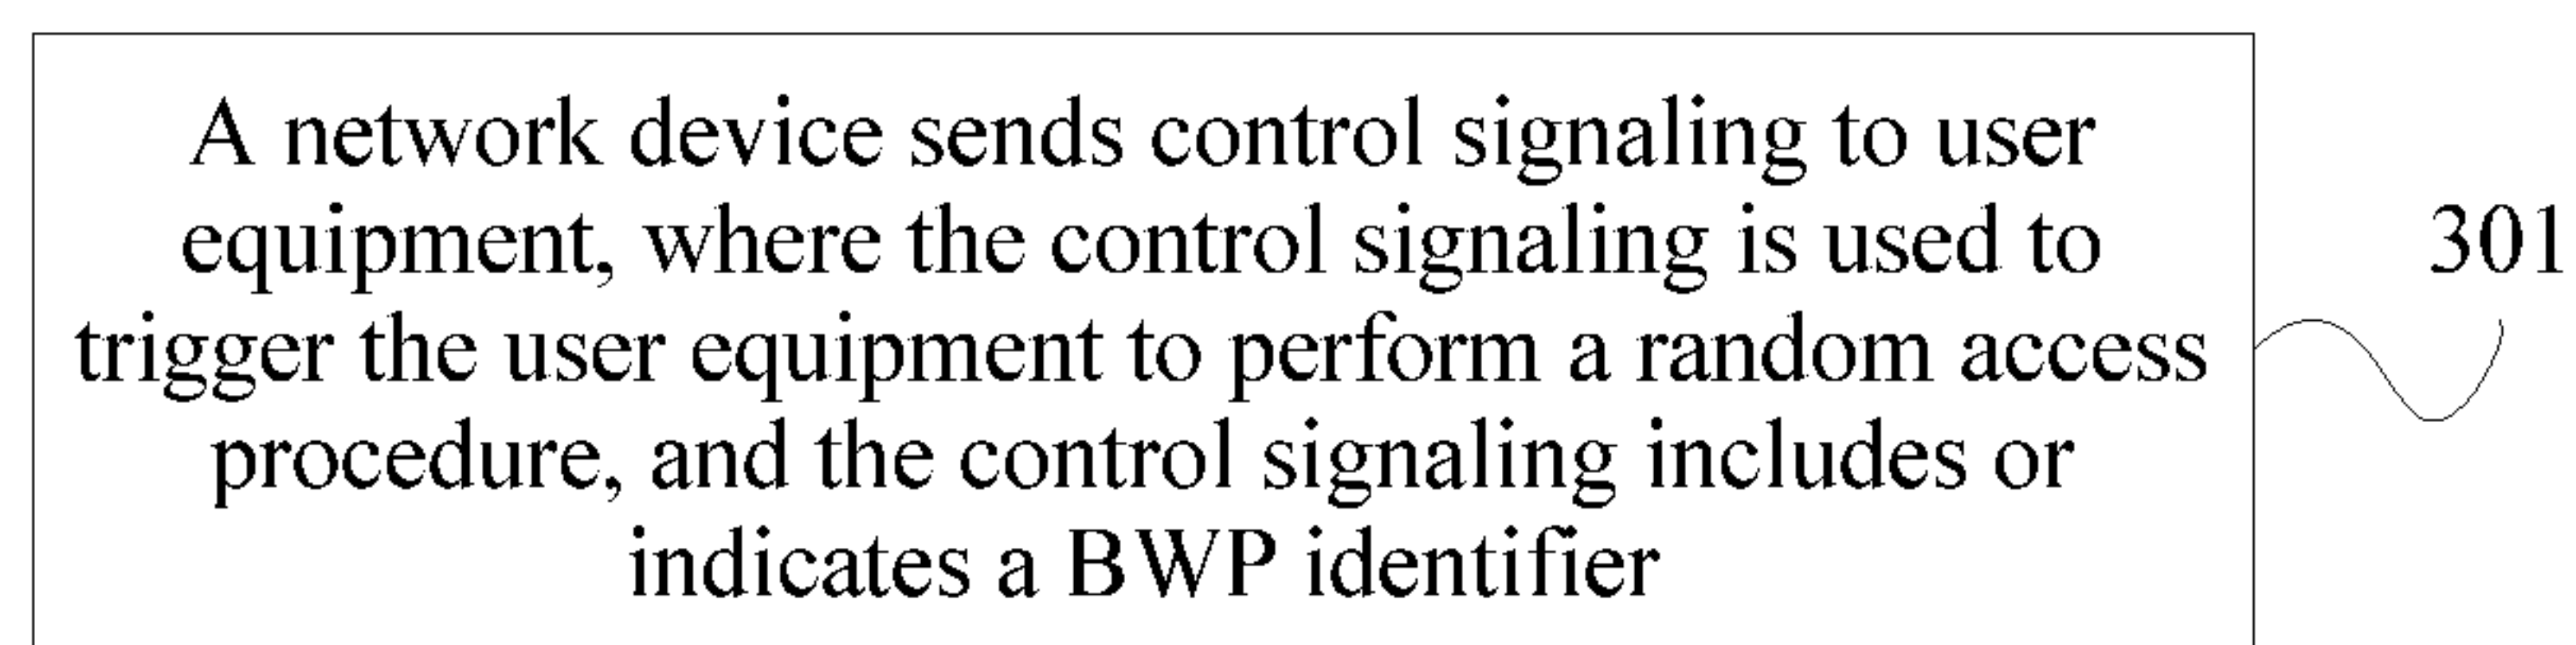 A network device sends control signaling to user
equipment, where the control signaling is used to
trigger the user equipment to perform a random access
procedure, and the control signaling includes or
indicates a BWP identifier
301